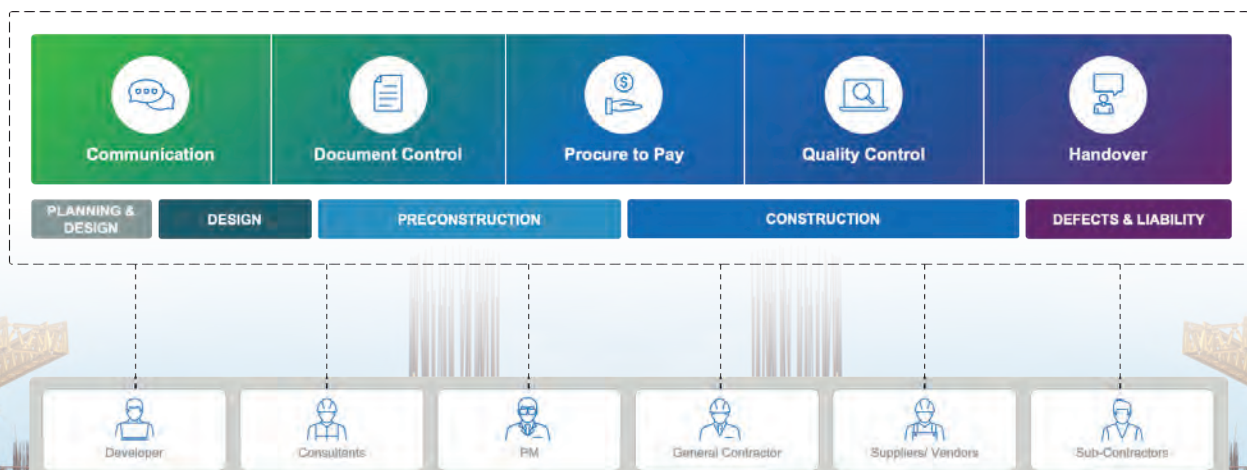 Communication
Document Control
Procure to Pay
Quality Control
Handover
PLANNING &
DESIGN
DESIGN
PRECONSTRUCTION
CONSTRUCTION
DEFECTS & LIABILITY
Developer
Consultants
PM
General Contractor
Suppliers/ Vendors
Sub-Contractors